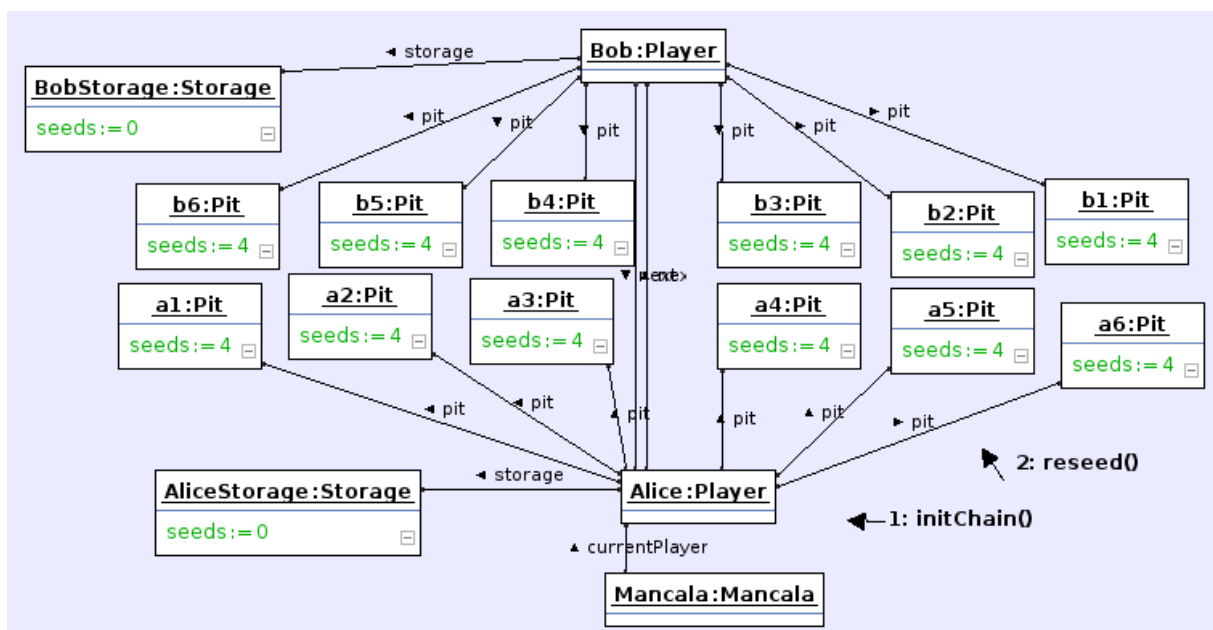 Bob:Player
◄ storage
BobStorage:Storage
seeds:=0
◄ pit
▼ pit
▼ pit
▼ pit
► pit
► pit
b6:Pit
seeds:=4
b5:Pit
seeds:=4
b4:Pit
seeds:=4
b3:Pit
seeds:=4
b2:Pit
seeds:=4
b1:Pit
seeds:=4
a1:Pit
seeds:=4
a2:Pit
seeds:=4
a3:Pit
seeds:=4
a4:Pit
seeds:=4
a5:Pit
seeds:=4
a6:Pit
seeds:=4
◄ pit
◄ pit
▲ pit
▲ pit
▲ pit
► pit
2: reseed()
◄ storage
AliceStorage:Storage
seeds:=0
Alice:Player
1: initChain()
▲ currentPlayer
Mancala:Mancala